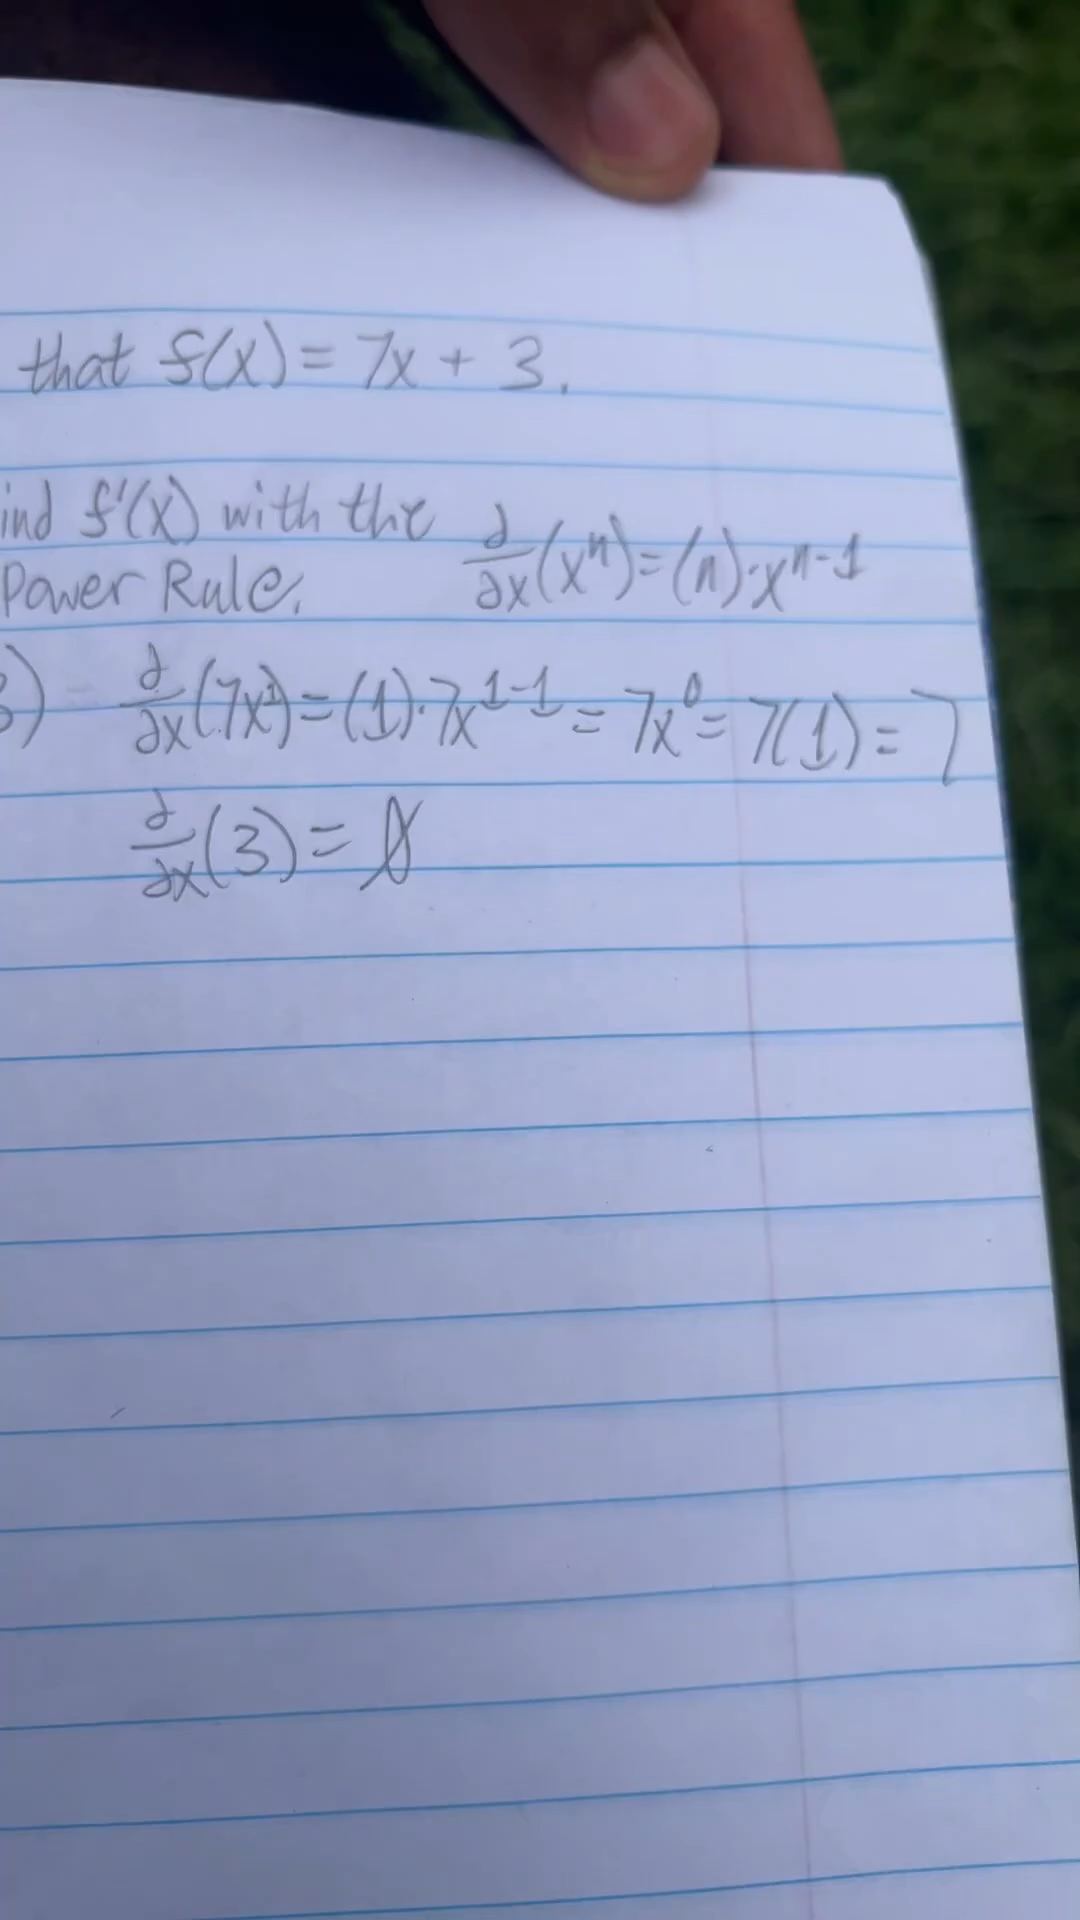 that f(x) = 7x + 3.
ind f'(x) with the
Power Rule. ∂/∂x(xⁿ) = (n)·xⁿ⁻¹
3) ∂/∂x(7x¹) = (1)·7x¹⁻¹ = 7x⁰ = 7(1) = 7
∂/∂x(3) = 0